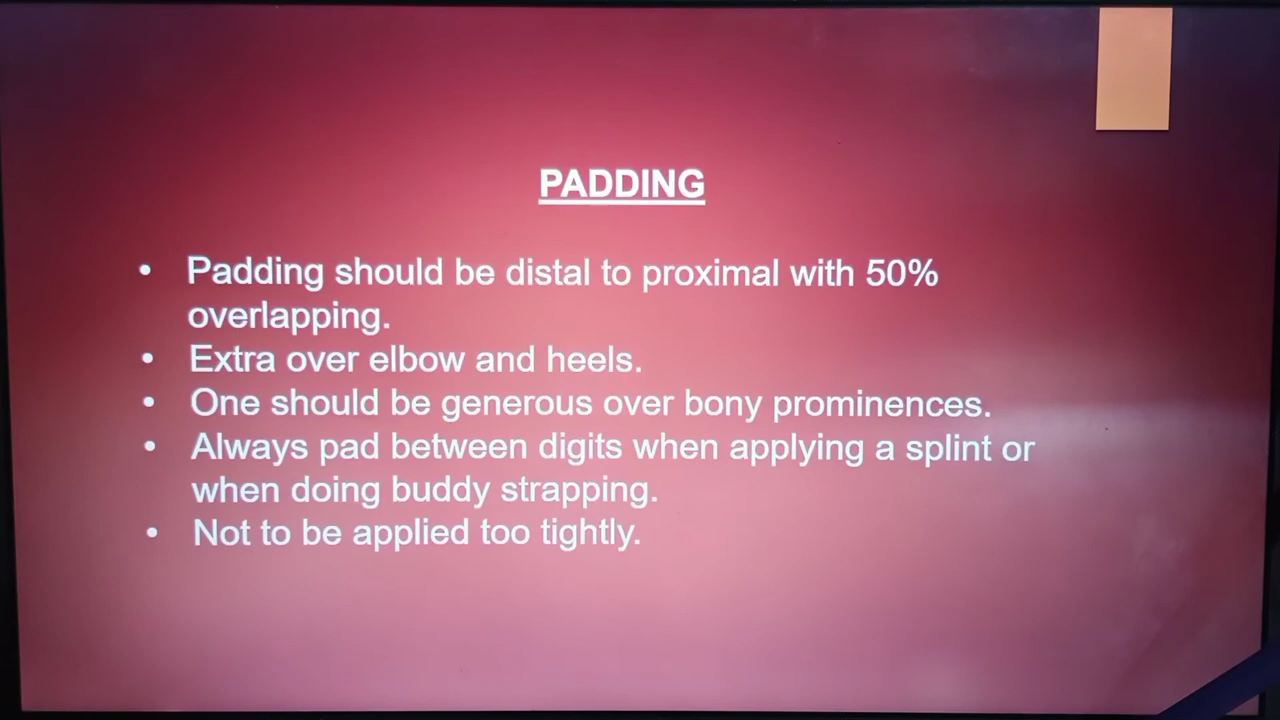 PADDING
• Padding should be distal to proximal with 50%
overlapping.
• Extra over elbow and heels.
• One should be generous over bony prominences.
• Always pad between digits when applying a splint or
when doing buddy strapping.
• Not to be applied too tightly.